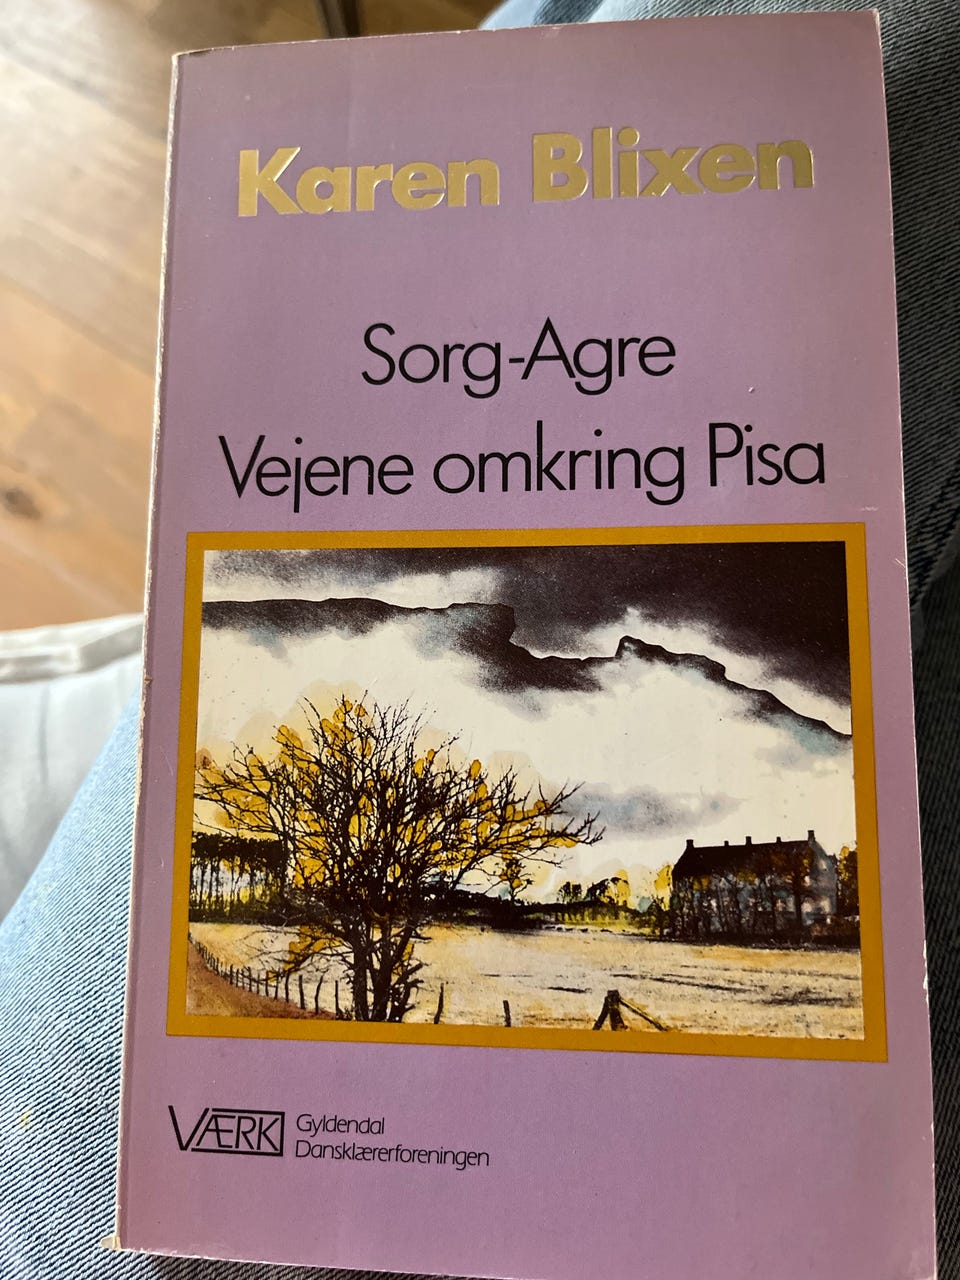 Karen Blixen
Sorg-Agre
Vejene omkring Pisa
VÆRK
Gyldendal
Dansklærerforeningen